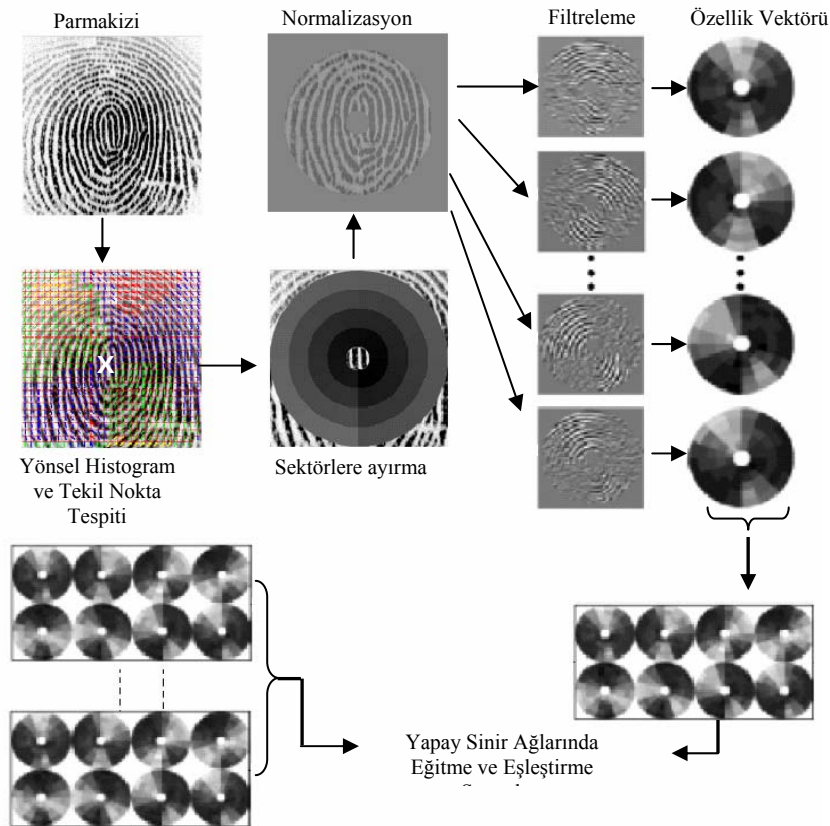 Parmakizi
Normalizasyon
Filtreleme
Özellik Vektörü
X
Yönsel Histogram
ve Tekil Nokta
Tespiti
Sektörlere ayırma
Yapay Sinir Ağlarında
Eğitme ve Eşleştirme